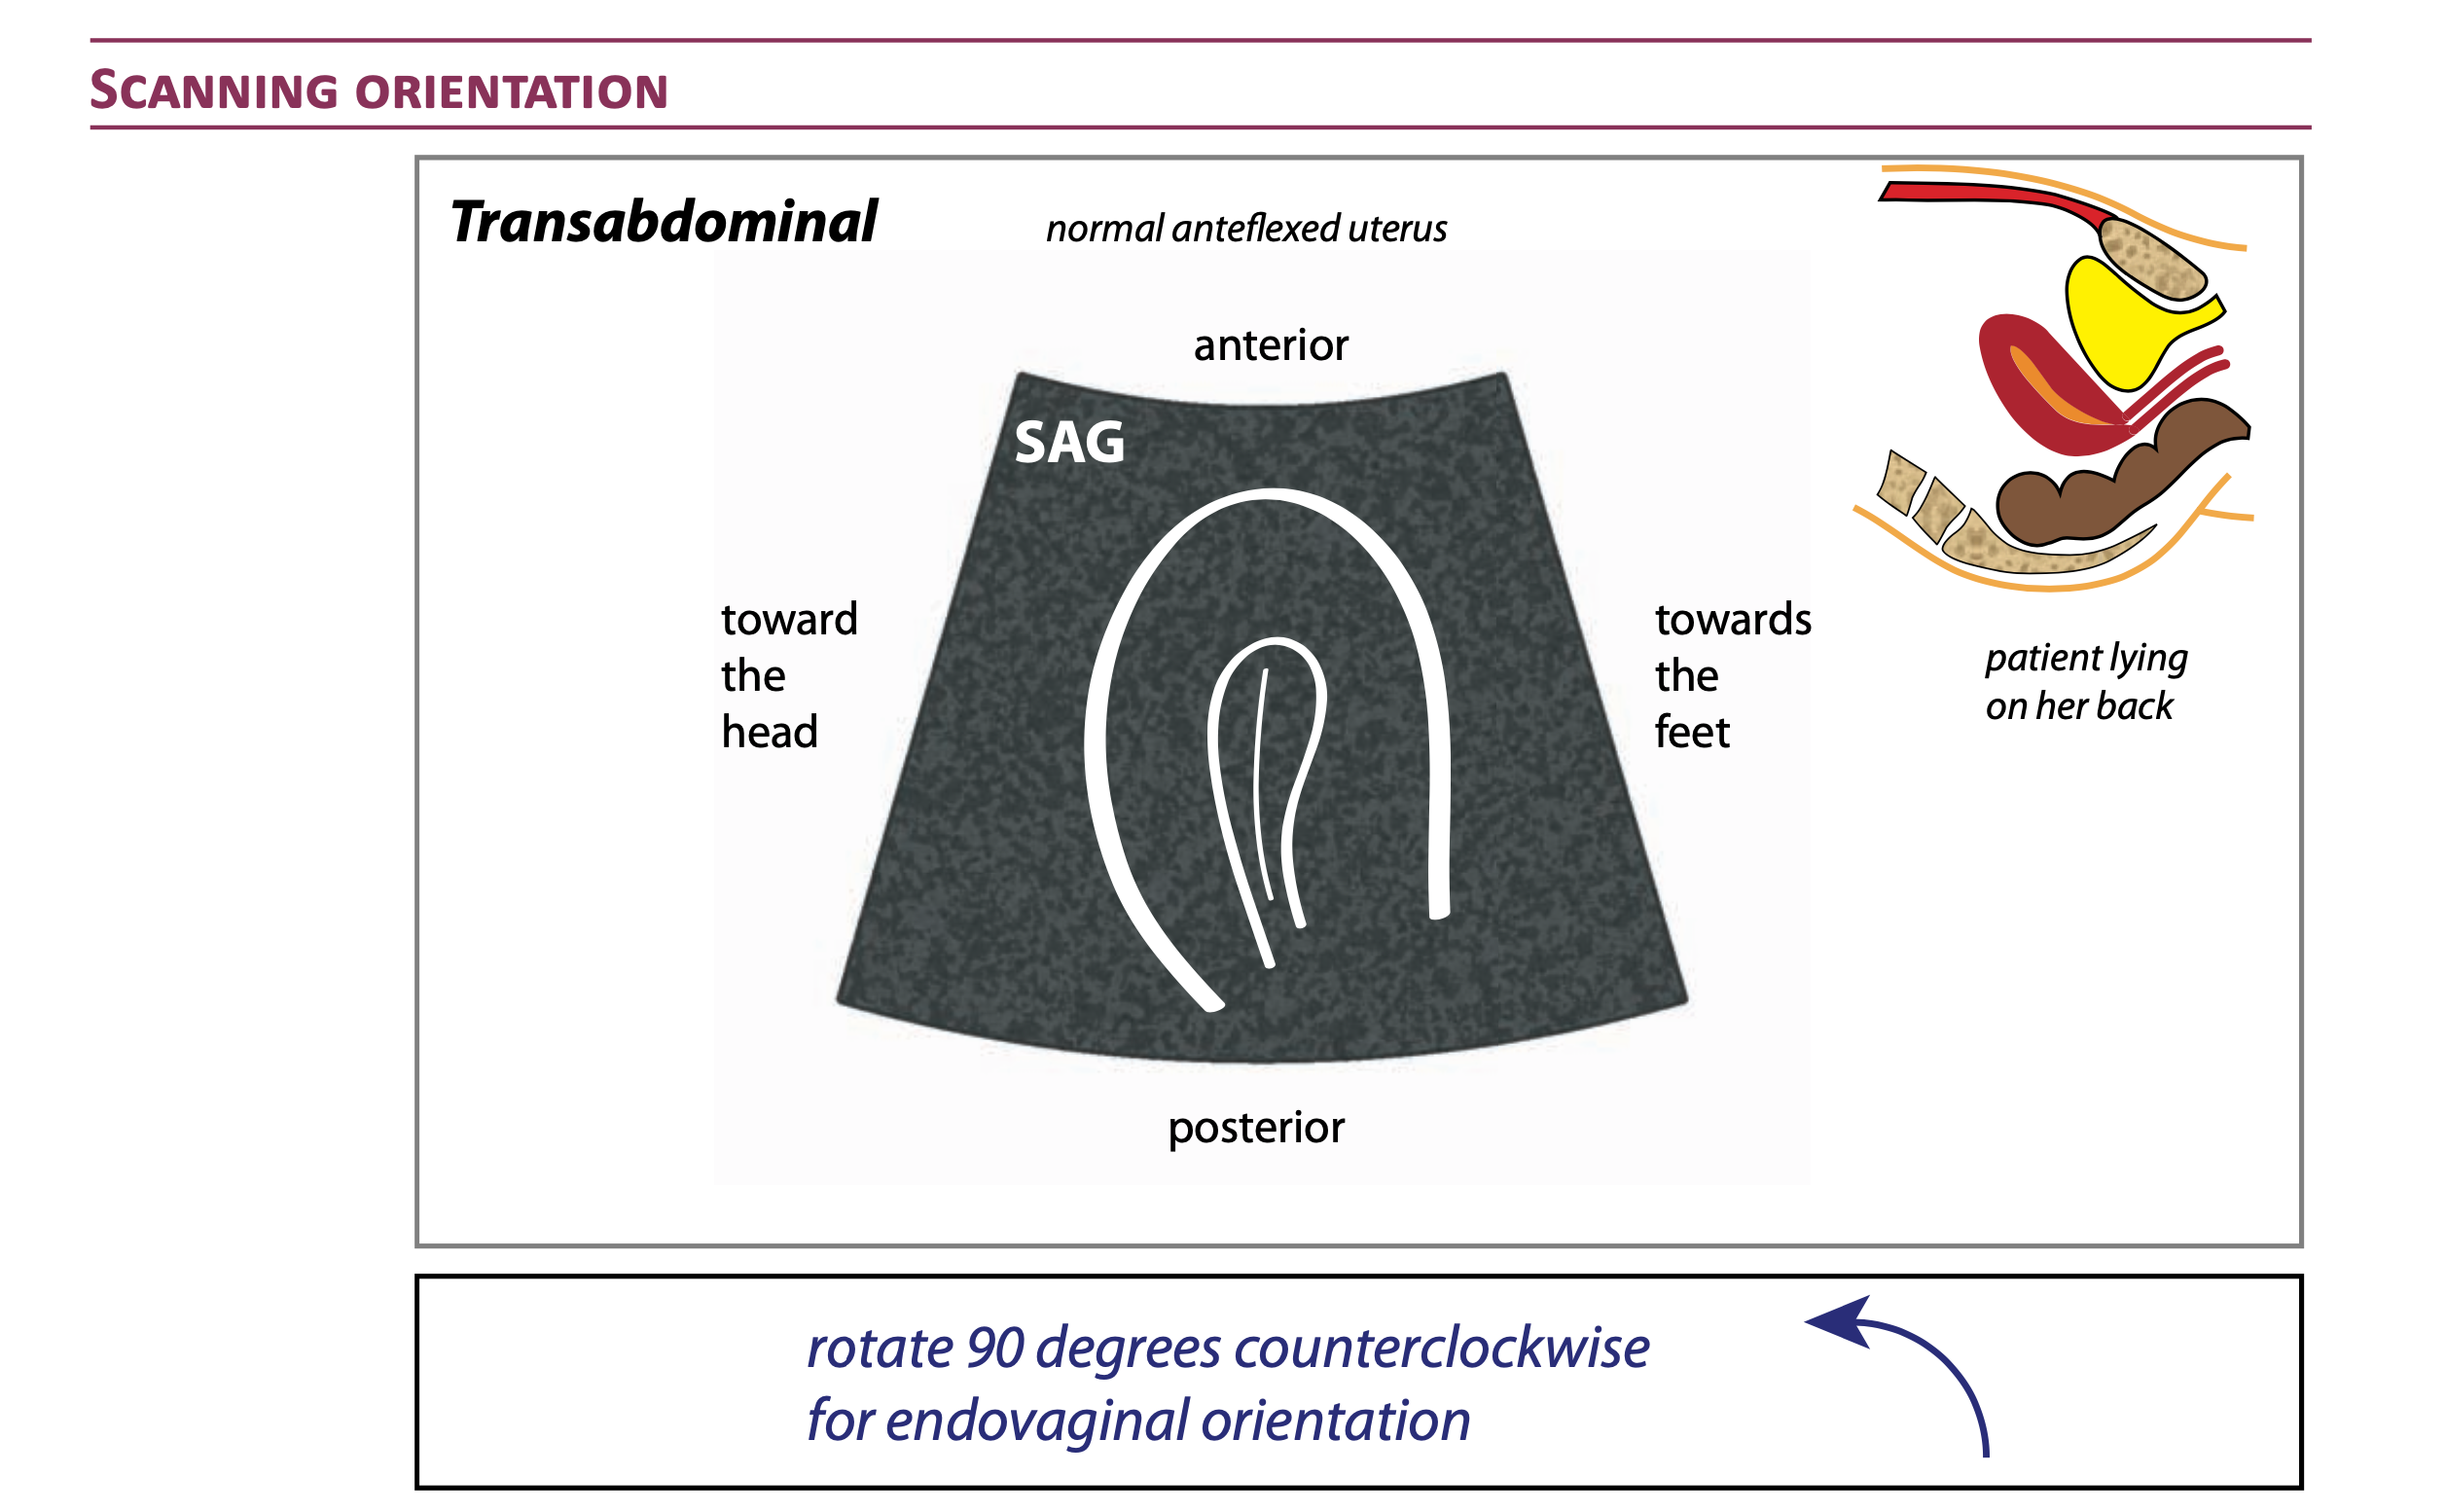 SCANNING ORIENTATION
Transabdominal
normal anteflexed uterus
anterior
SAG
toward
the
head
towards
the
feet
patient lying
on her back
posterior
rotate 90 degrees counterclockwise
for endovaginal orientation